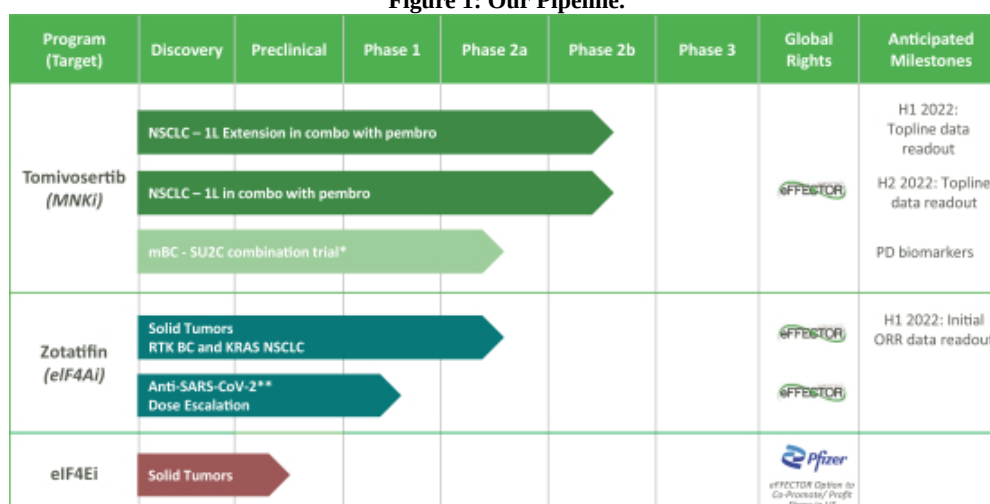 Figure 1: Our Pipeline.
Program
(Target)
Discovery
Preclinical
Phase 1
Phase 2a
Phase 2b
Phase 3
Global
Rights
Anticipated
Milestones
Tomivosertib
(MNKi)
NSCLC – 1L Extension in combo with pembro
H1 2022:
Topline data
readout
NSCLC – 1L in combo with pembro
eFFECTOR
H2 2022: Topline
data readout
mBC - SU2C combination trial*
PD biomarkers
Zotatifin
(eIF4Ai)
Solid Tumors
RTK BC and KRAS NSCLC
eFFECTOR
H1 2022: Initial
ORR data readout
Anti-SARS-CoV-2**
Dose Escalation
eFFECTOR
eIF4Ei
Solid Tumors
Pfizer
eFFECTOR Option to
Co-Promote/ Profit